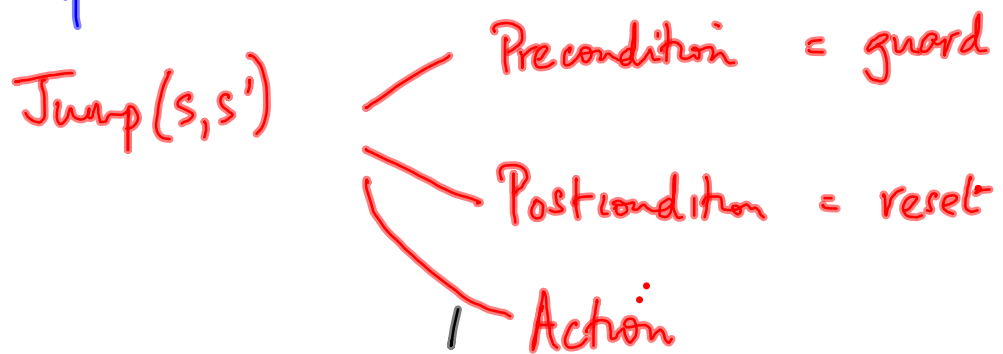 Precondition = guard
Jump(s,s')
Postcondition = reset
Action